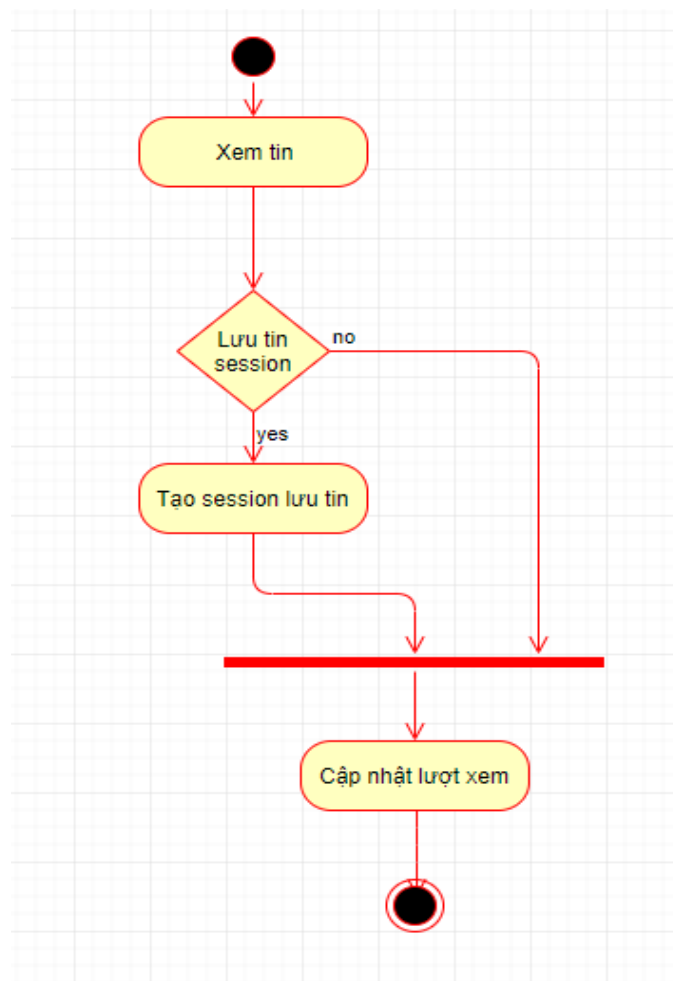 Xem tin
Lưu tin
session
no
yes
Tạo session lưu tin
Cập nhật lượt xem